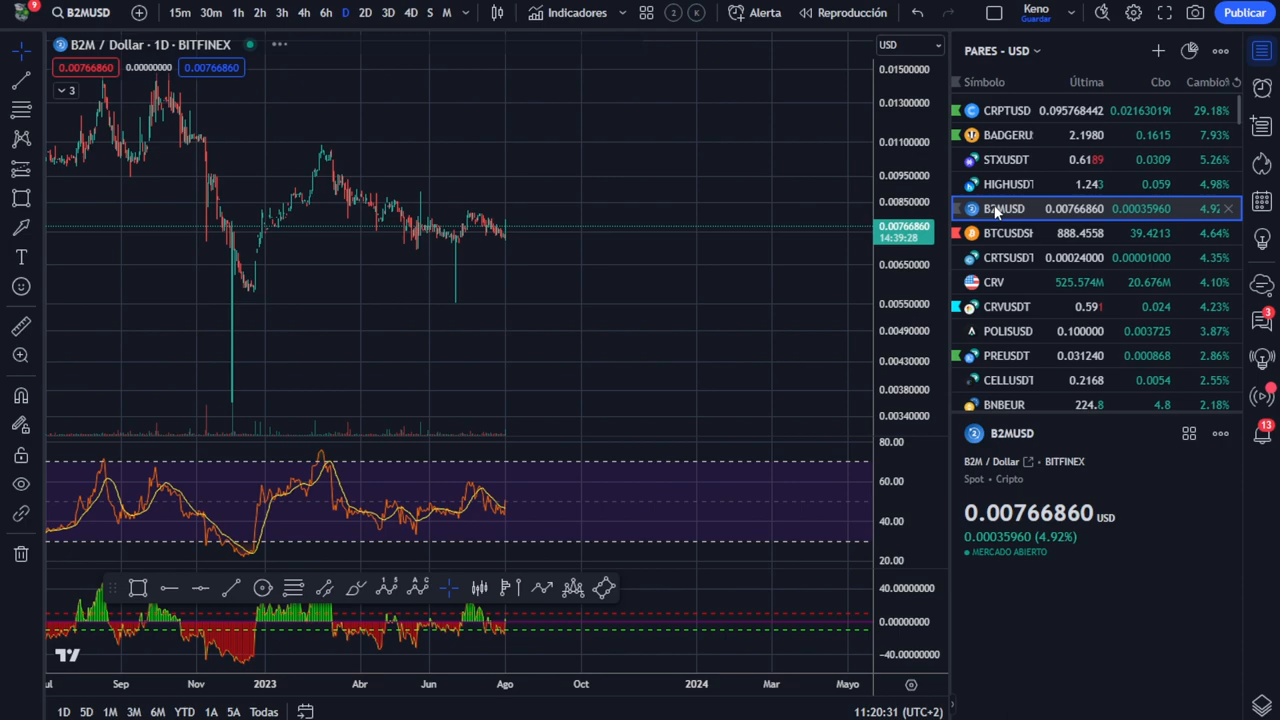 9 B2MUSD 15m 30m 1h 2h 3h 4h 6h D 2D 3D 4D S M Indicadores 2 K Alerta Reproducción Keno Guardar Publicar
B2M / Dollar · 1D · BITFINEX
0.00766860 0.00000000 0.00766860
3
USD
0.01500000
0.01300000
0.01100000
0.00950000
0.00850000
0.00766860
14:39:28
0.00650000
0.00550000
0.00490000
0.00430000
0.00380000
0.00340000
80.00
60.00
40.00
20.00
40.00000000
0.00000000
−40.00000000
Sep Nov 2023 Abr Jun Ago Oct 2024 Mar Mayo
1D 5D 1M 3M 6M YTD 1A 5A Todas 11:20:31 (UTC+2)
PARES - USD
Símbolo Última Cbo Cambio%
CRPTUSD 0.095768442 29.18%
BADGERU 2.1980 0.1615 7.93%
STXUSDT 0.6189 0.0309 5.26%
HIGHUSDT 1.243 0.059 4.98%
B2MUSD 0.00766860 0.00035960
BTCUSDSH 888.4558 39.4213 4.64%
CRTSUSDT 0.00024000 0.00001000 4.35%
CRV 525.574M 20.676M 4.10%
CRVUSDT 0.591 0.024 4.23%
POLISUSD 0.100000 0.003725 3.87%
PREUSDT 0.031240 0.000868 2.86%
CELLUSDT 0.2168 0.0054 2.55%
BNBEUR 224.8 4.8 2.18%
B2MUSD
B2M / Dollar · BITFINEX
Spot · Cripto
0.00766860 USD
0.00035960 (4.92%)
MERCADO ABIERTO
3
13